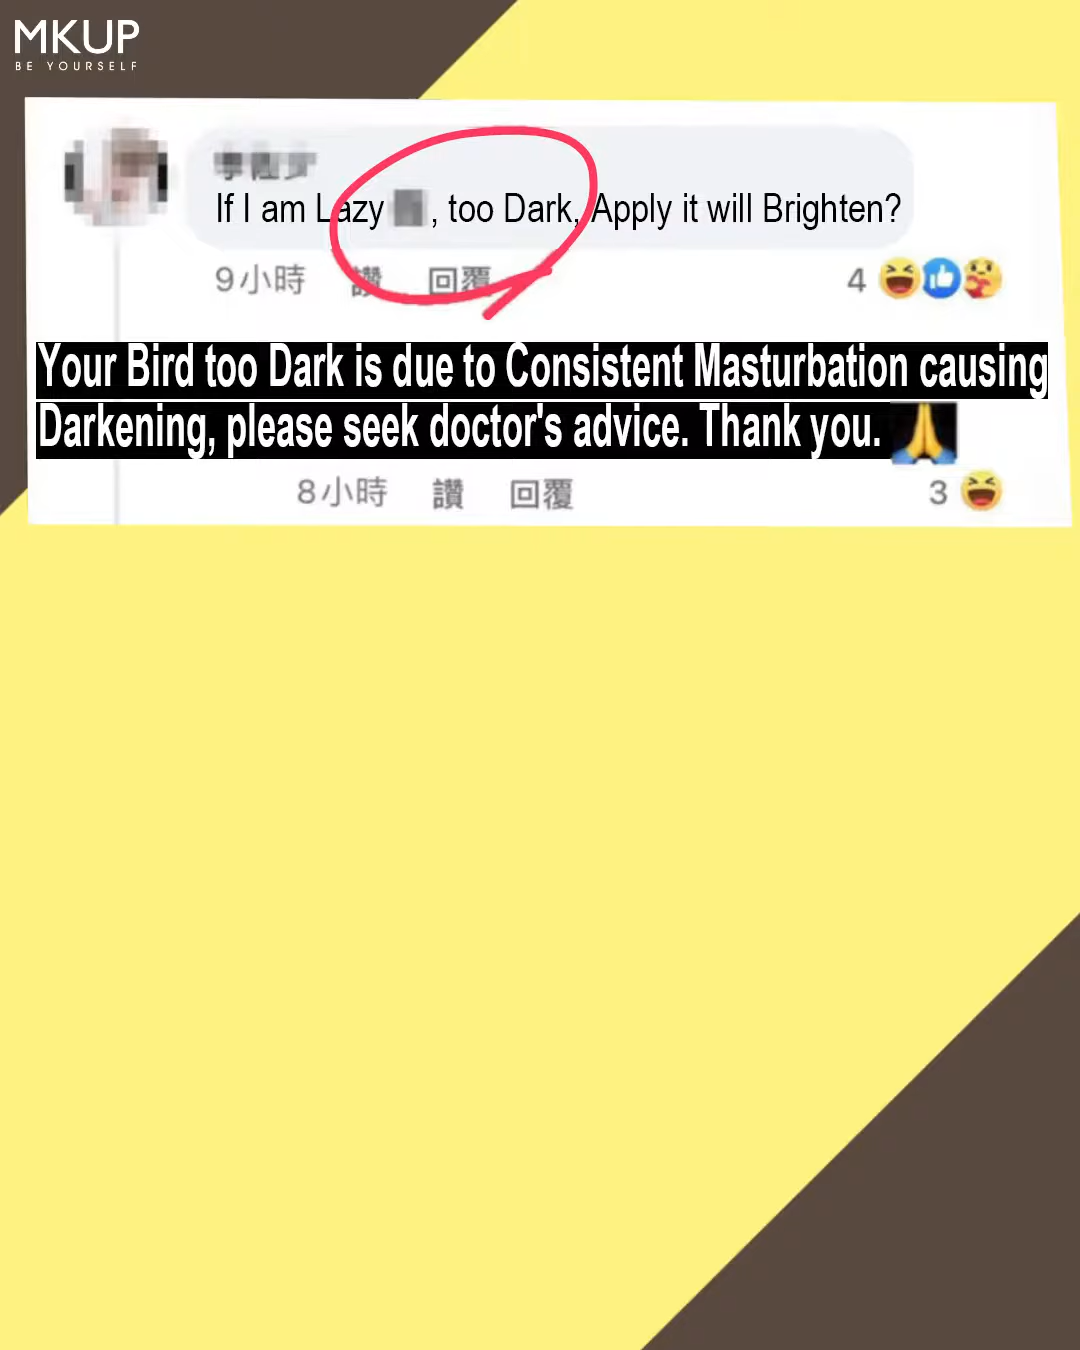 MKUP
BE YOURSELF
If I am Lazy , too Dark, Apply it will Brighten?
9小時 讚 回覆 4
Your Bird too Dark is due to Consistent Masturbation causing
Darkening, please seek doctor's advice. Thank you.
8小時 讚 回覆 3